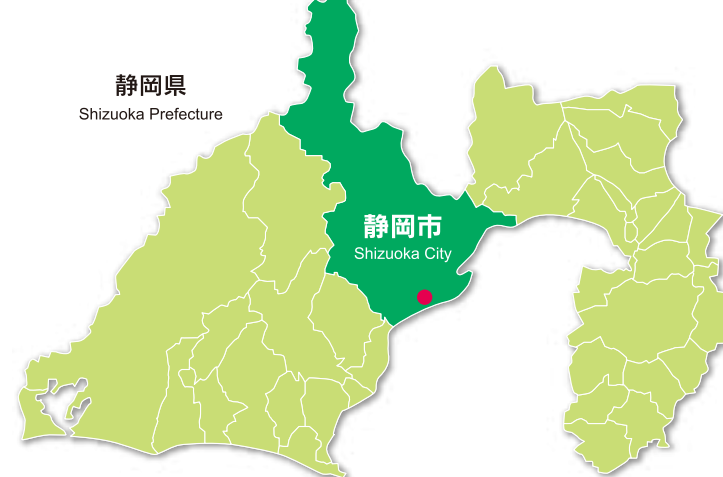 静岡県
Shizuoka Prefecture
静岡市
Shizuoka City